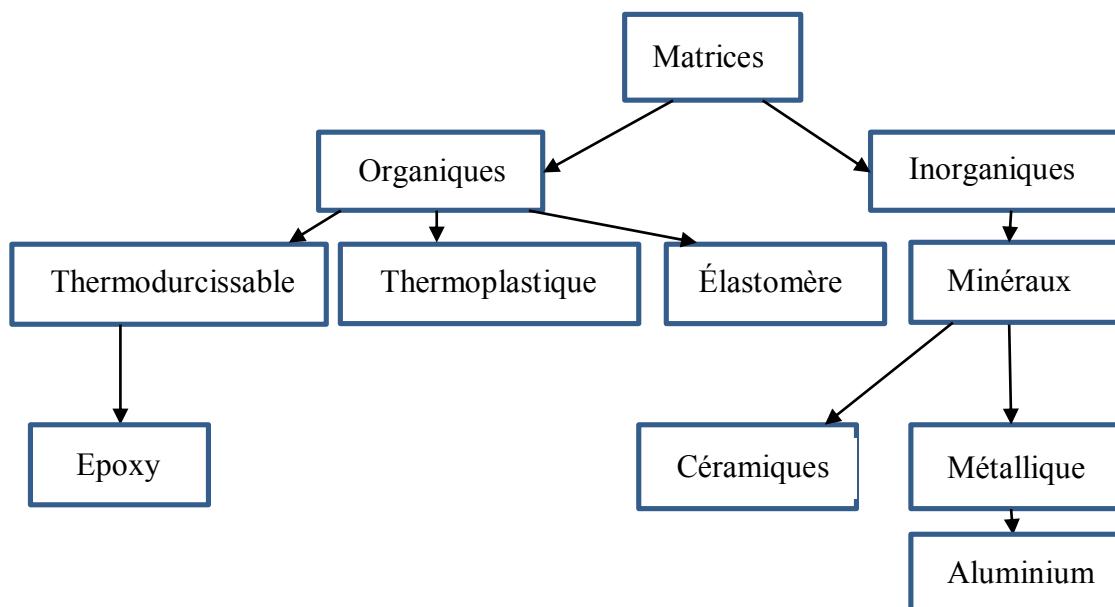 Matrices
Organiques
Inorganiques
Thermodurcissable
Thermoplastique
Élastomère
Minéraux
Epoxy
Céramiques
Métallique
Aluminium